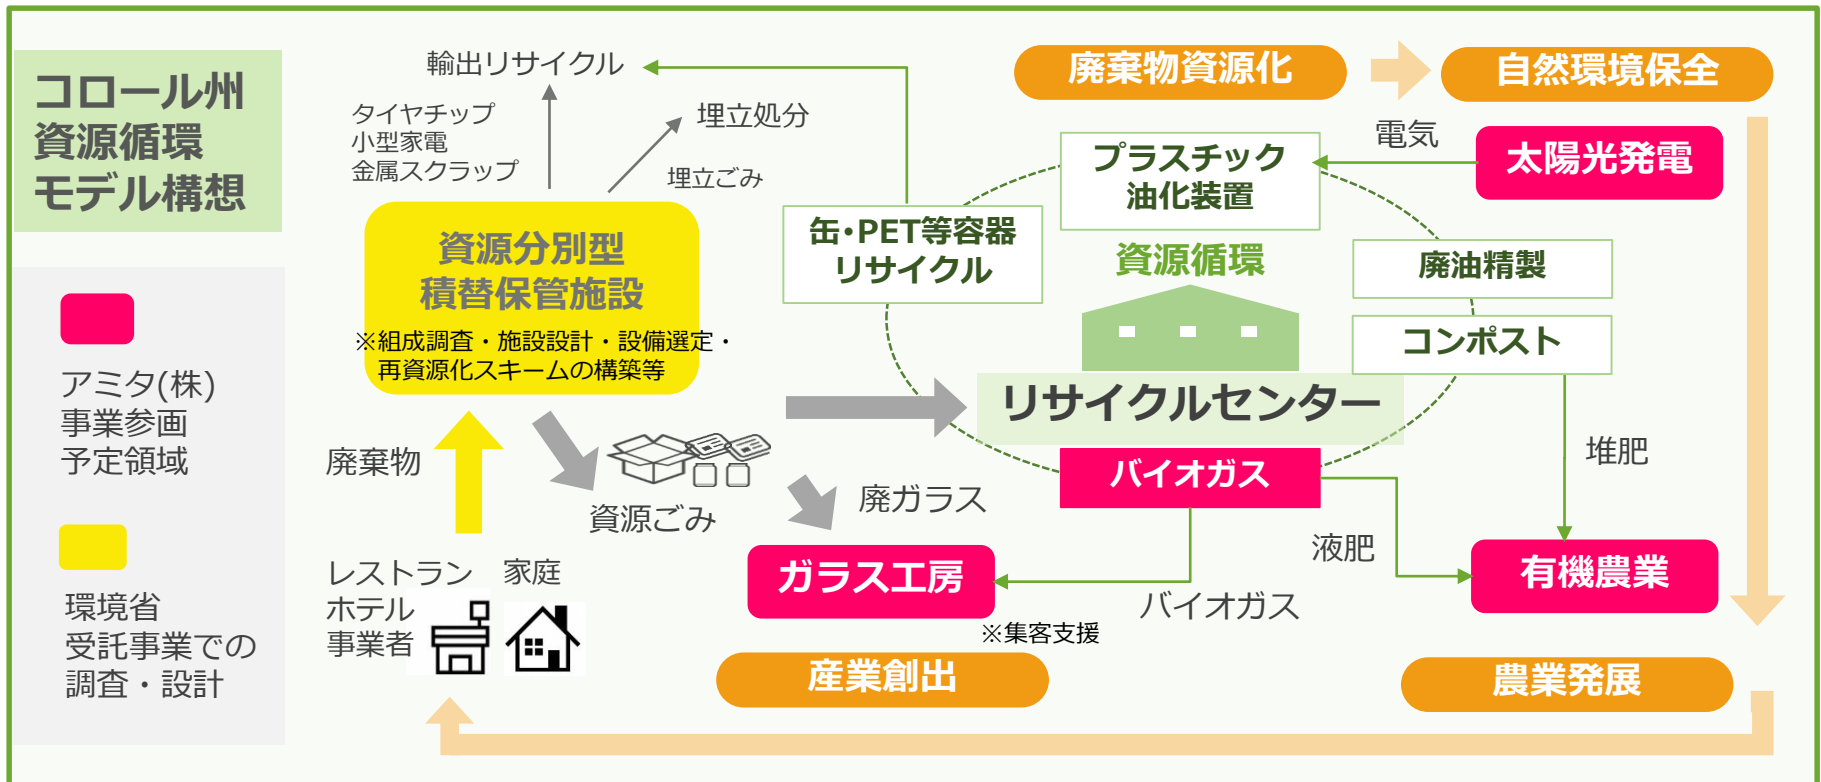 コロール州
資源循環
モデル構想
アミタ(株)
事業参画
予定領域
環境省
受託事業での
調査・設計
輸出リサイクル
タイヤチップ
小型家電
金属スクラップ
埋立処分
埋立ごみ
資源分別型
積替保管施設
※組成調査・施設設計・設備選定・
再資源化スキームの構築等
廃棄物
資源ごみ
レストラン
ホテル
事業者
家庭
廃棄物資源化
自然環境保全
電気
太陽光発電
プラスチック
油化装置
缶・PET等容器
リサイクル
資源循環
廃油精製
コンポスト
リサイクルセンター
バイオガス
堆肥
廃ガラス
液肥
ガラス工房
バイオガス
有機農業
※集客支援
産業創出
農業発展